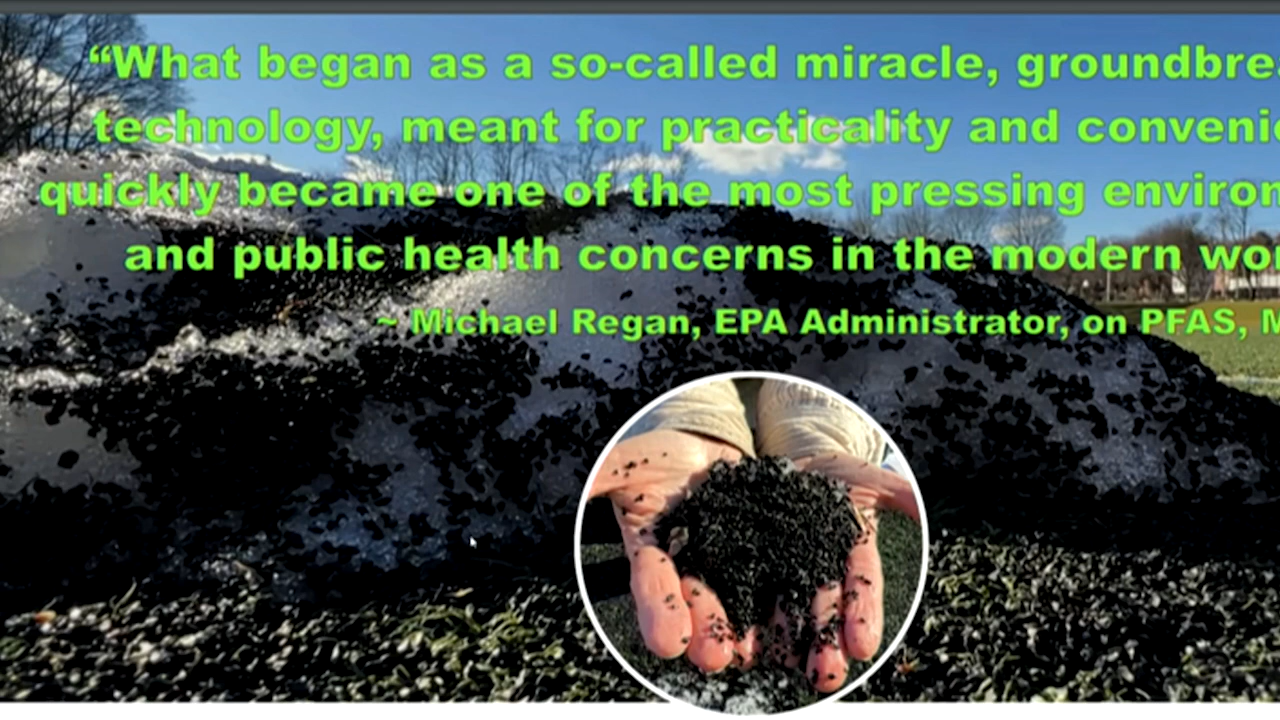 “What began as a so-called miracle, groundbre
technology, meant for practicality and conveni
quickly became one of the most pressing environ
and public health concerns in the modern wo
~ Michael Regan, EPA Administrator, on PFAS, M